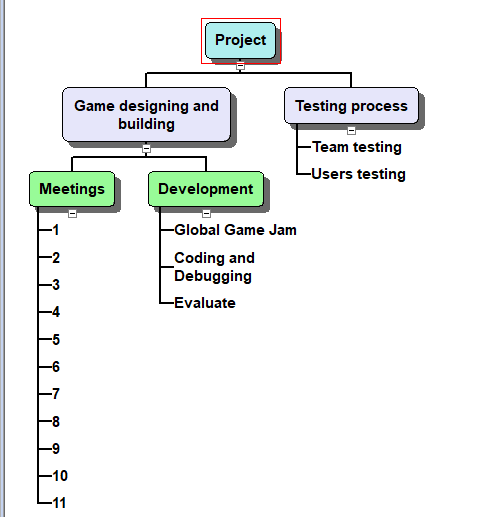 Project
Game designing and
building
Testing process
Team testing
Users testing
Meetings
Development
1
2
3
4
5
6
7
8
9
10
11
Global Game Jam
Coding and
Debugging
Evaluate